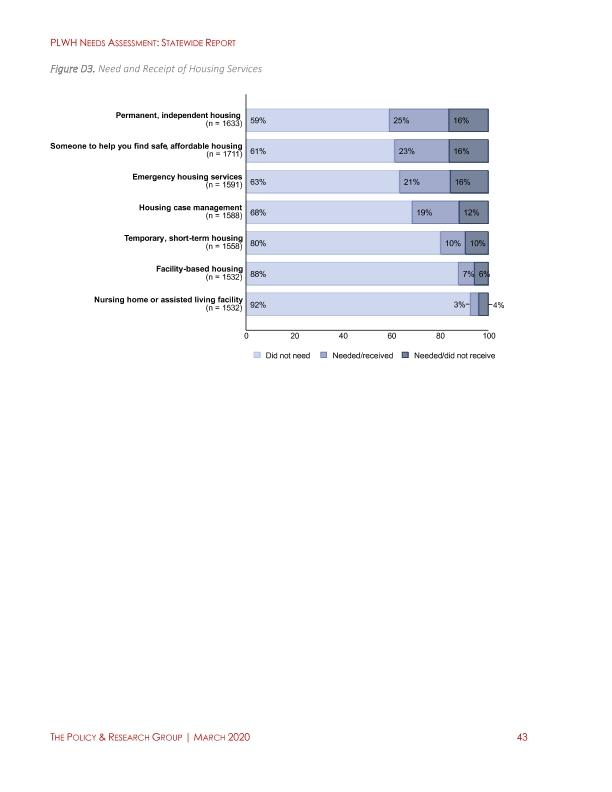 PLWH NEEDS ASSESSMENT: STATEWIDE REPORT
Figure D3. Need and Receipt of Housing Services
Permanent, independent housing
(n = 1633)
59% 25% 16%
Someone to help you find safe, affordable housing
(n = 1711)
61% 23% 16%
Emergency housing services
(n = 1591)
63% 21% 16%
Housing case management
(n = 1588)
68% 19% 12%
Temporary, short-term housing
(n = 1558)
80% 10% 10%
Facility-based housing
(n = 1532)
88% 7% 6%
Nursing home or assisted living facility
(n = 1532)
92% 3% 4%
0 20 40 60 80 100
Did not need Needed/received Needed/did not receive
THE POLICY & RESEARCH GROUP | MARCH 2020 43